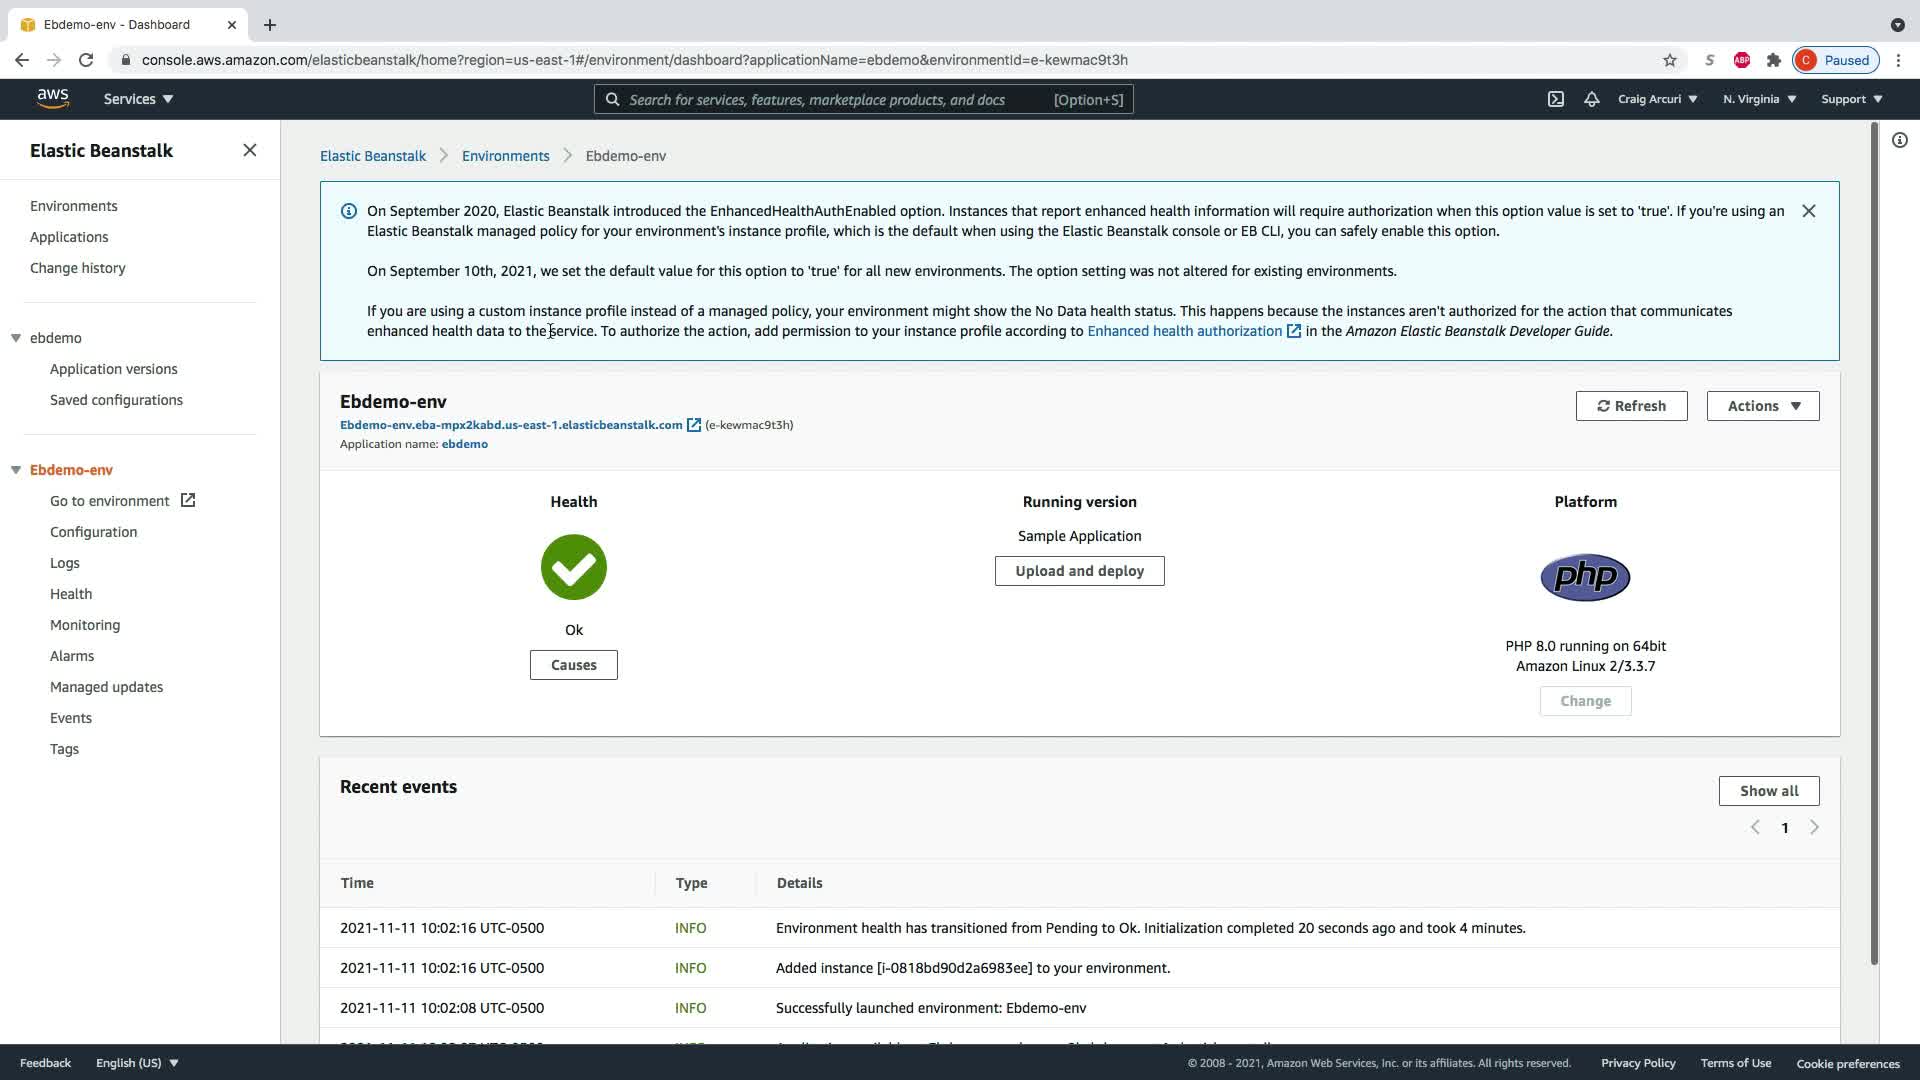 Ebdemo-env - Dashboard
console.aws.amazon.com/elasticbeanstalk/home?region=us-east-1#/environment/dashboard?applicationName=ebdemo&environmentId=e-kewmac9t3h
S
ABP
C Paused
aws
Services
Search for services, features, marketplace products, and docs [Option+S]
Craig Arcuri
N. Virginia
Support
Elastic Beanstalk
Environments
Applications
Change history
ebdemo
Application versions
Saved configurations
Ebdemo-env
Go to environment
Configuration
Logs
Health
Monitoring
Alarms
Managed updates
Events
Tags
Elastic Beanstalk > Environments > Ebdemo-env
On September 2020, Elastic Beanstalk introduced the EnhancedHealthAuthEnabled option. Instances that report enhanced health information will require authorization when this option value is set to 'true'. If you're using an
Elastic Beanstalk managed policy for your environment's instance profile, which is the default when using the Elastic Beanstalk console or EB CLI, you can safely enable this option.
On September 10th, 2021, we set the default value for this option to 'true' for all new environments. The option setting was not altered for existing environments.
If you are using a custom instance profile instead of a managed policy, your environment might show the No Data health status. This happens because the instances aren't authorized for the action that communicates
enhanced health data to the service. To authorize the action, add permission to your instance profile according to Enhanced health authorization in the Amazon Elastic Beanstalk Developer Guide.
Ebdemo-env
Ebdemo-env.eba-mpx2kabd.us-east-1.elasticbeanstalk.com (e-kewmac9t3h)
Application name: ebdemo
Refresh
Actions
Health
Ok
Causes
Running version
Sample Application
Upload and deploy
Platform
php
PHP 8.0 running on 64bit
Amazon Linux 2/3.3.7
Change
Recent events
Show all
1
Time Type Details
2021-11-11 10:02:16 UTC-0500 INFO Environment health has transitioned from Pending to Ok. Initialization completed 20 seconds ago and took 4 minutes.
2021-11-11 10:02:16 UTC-0500 INFO Added instance [i-0818bd90d2a6983ee] to your environment.
2021-11-11 10:02:08 UTC-0500 INFO Successfully launched environment: Ebdemo-env
Feedback
English (US)
© 2008 - 2021, Amazon Web Services, Inc. or its affiliates. All rights reserved.
Privacy Policy
Terms of Use
Cookie preferences